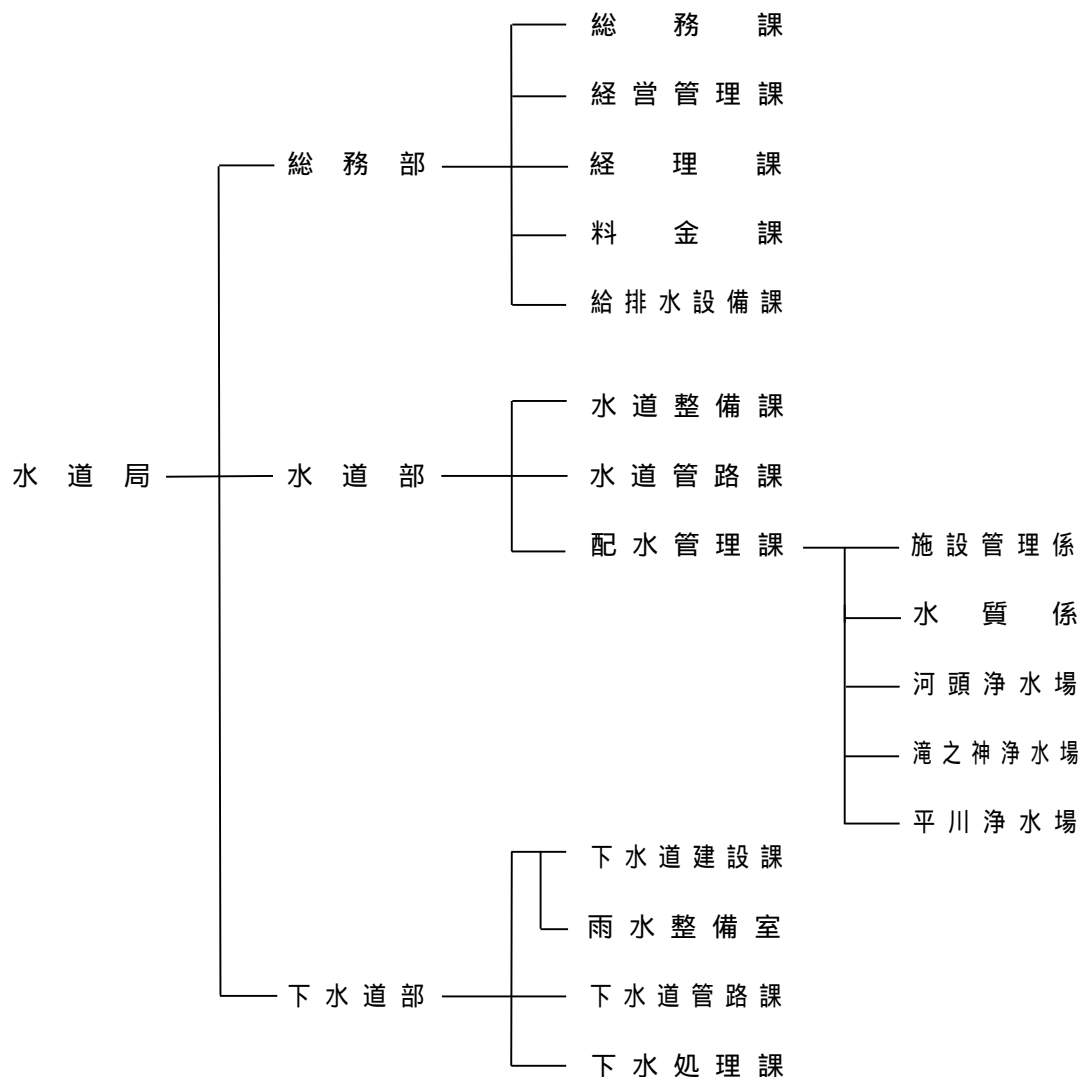 総務課
経営管理課
総務部
経理課
料金課
給排水設備課
水道整備課
水道局
水道部
水道管路課
配水管理課
施設管理係
水質係
河頭浄水場
滝之神浄水場
平川浄水場
下水道建設課
雨水整備室
下水道部
下水道管路課
下水処理課